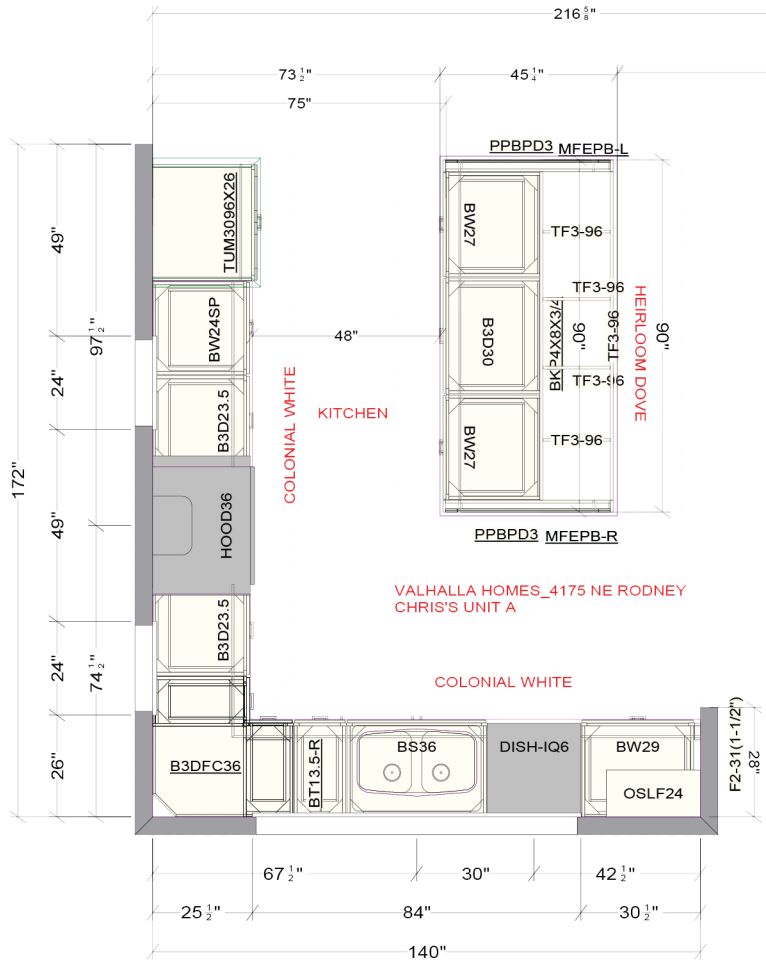 216 5/8"
73 1/2"
45 1/4"
75"
PPBPD3 MFEPB-L
TUM3096X26
BW27
TF3-96
49"
TF3-96
BW24SP
48"
B3D30
BKP4X8X3/4
90"
TF3-96
HEIRLOOM DOVE
90"
97 1/2"
24"
B3D23.5
COLONIAL WHITE
KITCHEN
TF3-96
BW27
TF3-96
172"
49"
HOOD36
PPBPD3 MFEPB-R
VALHALLA HOMES_4175 NE RODNEY
CHRIS'S UNIT A
B3D23.5
24"
74 1/2"
COLONIAL WHITE
26"
B3DFC36
BT13.5-R
BS36
DISH-IQ6
BW29
OSLF24
F2-31(1-1/2")
28"
67 1/2"
30"
42 1/2"
25 1/2"
84"
30 1/2"
140"